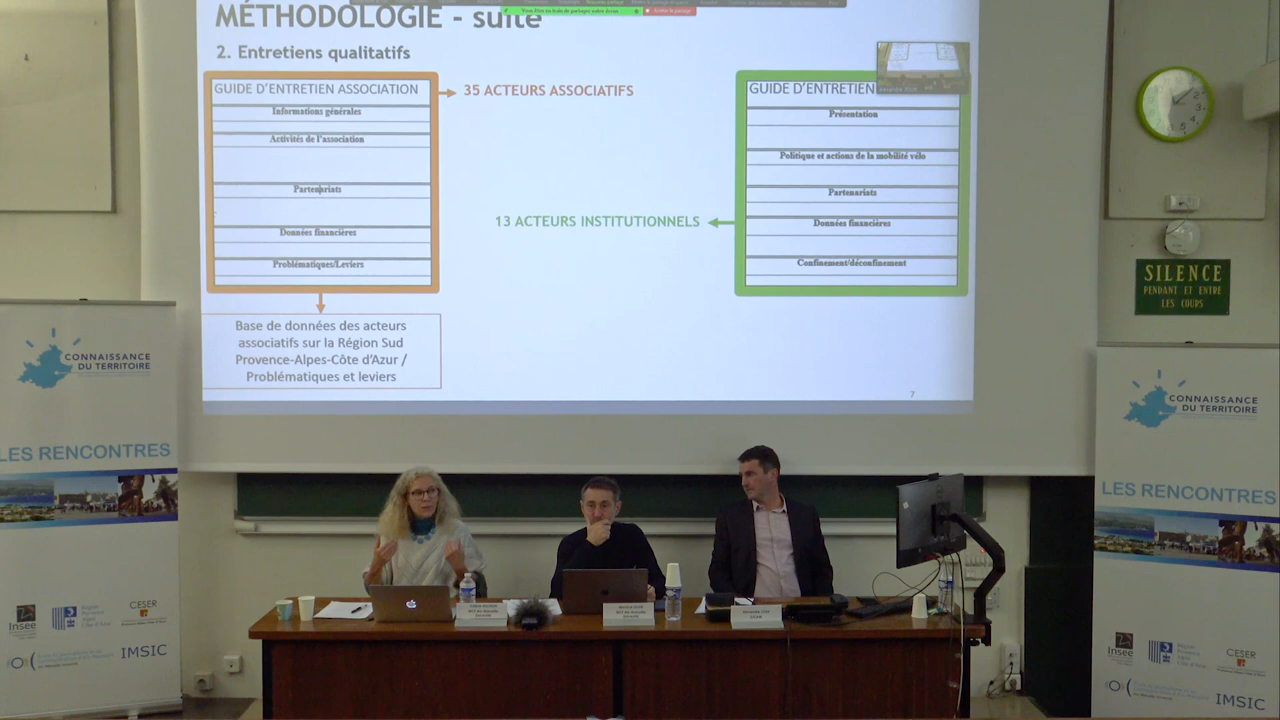 MÉTHODOLOGIE - suite
2. Entretiens qualitatifs
GUIDE D'ENTRETIEN ASSOCIATION
Informations générales
Activités de l'association
Partenariats
Données financières
Problématiques/Leviers
35 ACTEURS ASSOCIATIFS
13 ACTEURS INSTITUTIONNELS
GUIDE D'ENTRETIEN
Présentation
Politique et actions de la mobilité vélo
Partenariats
Données financières
Confinement/déconfinement
Base de données des acteurs
associatifs sur la Région Sud
Provence-Alpes-Côte d'Azur /
Problématiques et leviers
7
SILENCE
PENDANT ET ENTRE
LES COURS
CONNAISSANCE
DU TERRITOIRE
LES RENCONTRES
Insee
CESER
IMSIC
CONNAISSANCE
DU TERRITOIRE
LES RENCONTRES
Insee
CESER
IMSIC